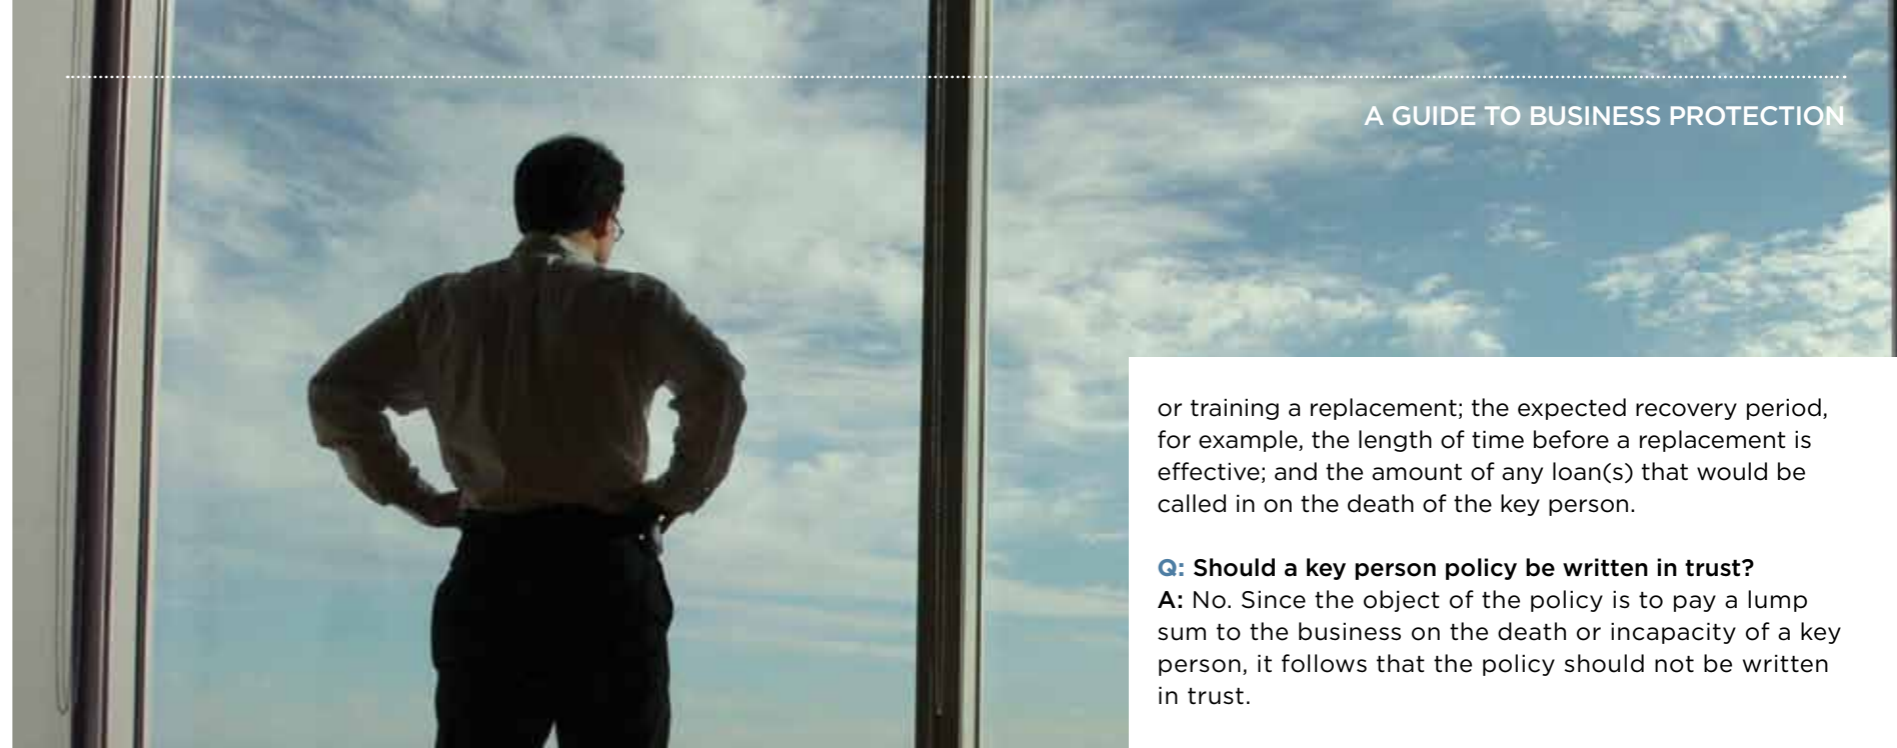 A GUIDE TO BUSINESS PROTECTION
or training a replacement; the expected recovery period,
for example, the length of time before a replacement is
effective; and the amount of any loan(s) that would be
called in on the death of the key person.
Q: Should a key person policy be written in trust?
A: No. Since the object of the policy is to pay a lump
sum to the business on the death or incapacity of a key
person, it follows that the policy should not be written
in trust.